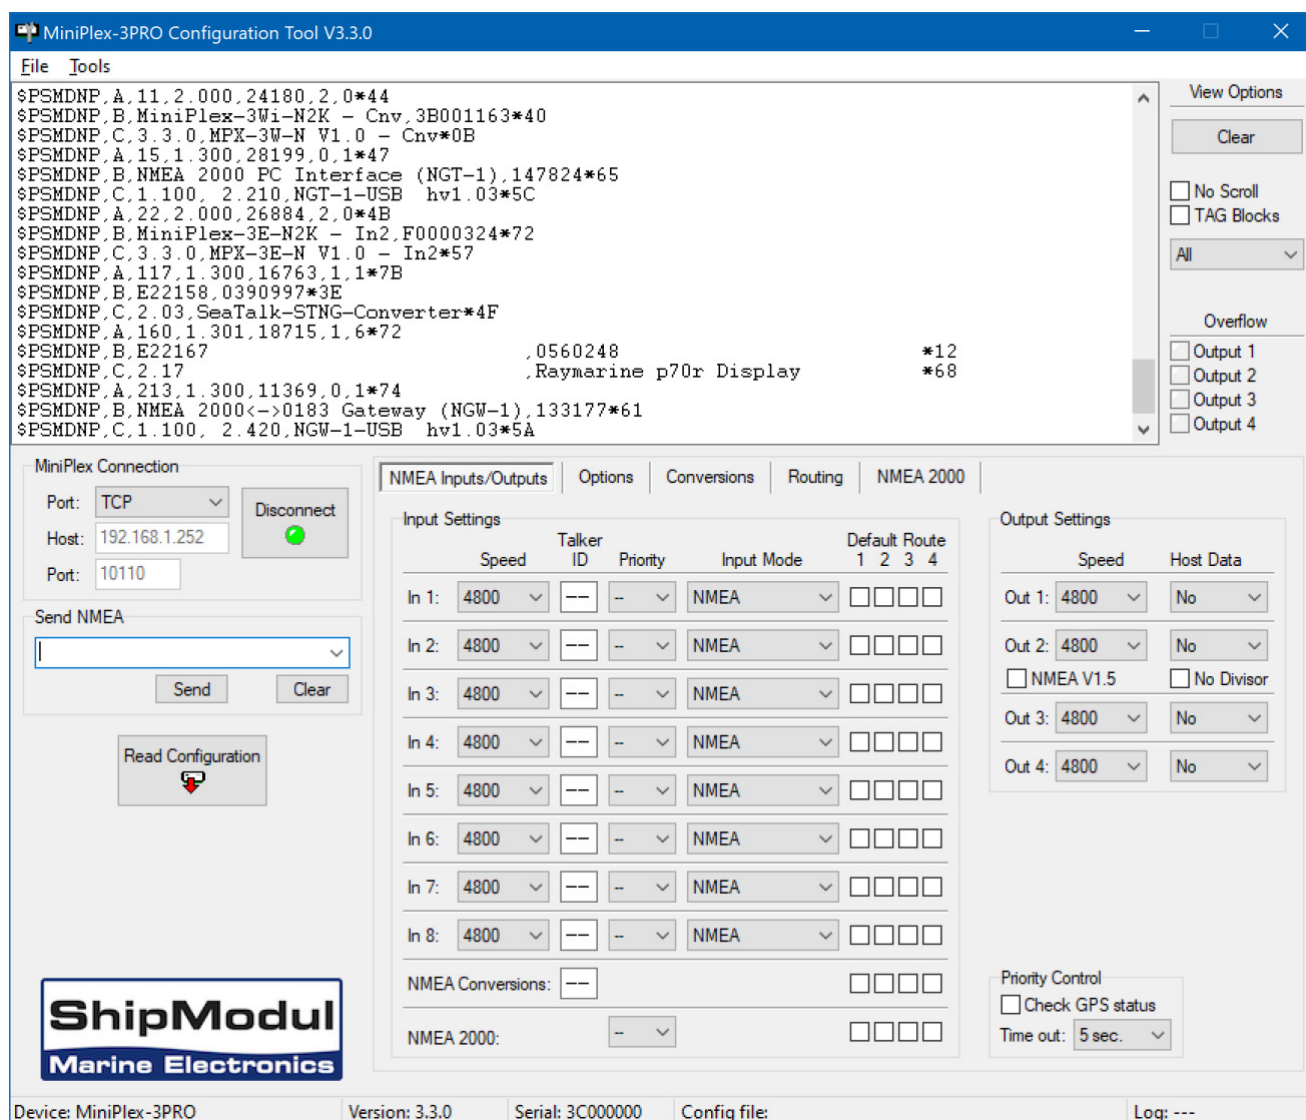 MiniPlex-3PRO Configuration Tool V3.3.0
File Tools
$PSMDNP,A,11,2.000,24180,2,0*44
$PSMDNP,B,MiniPlex-3Wi-N2K - Cnv,3B001163*40
$PSMDNP,C,3.3.0,MPX-3W-N V1.0 - Cnv*0B
$PSMDNP,A,15,1.300,28199,0,1*47
$PSMDNP,B,NMEA 2000 PC Interface (NGT-1),147824*65
$PSMDNP,C,1.100, 2.210,NGT-1-USB  hv1.03*5C
$PSMDNP,A,22,2.000,26884,2,0*4B
$PSMDNP,B,MiniPlex-3E-N2K - In2,F0000324*72
$PSMDNP,C,3.3.0,MPX-3E-N V1.0 - In2*57
$PSMDNP,A,117,1.300,16763,1,1*7B
$PSMDNP,B,E22158,0390997*3E
$PSMDNP,C,2.03,SeaTalk-STNG-Converter*4F
$PSMDNP,A,160,1.301,18715,1,6*72
$PSMDNP,B,E22167 ,0560248 *12
$PSMDNP,C,2.17 ,Raymarine p70r Display *68
$PSMDNP,A,213,1.300,11369,0,1*74
$PSMDNP,B,NMEA 2000<->0183 Gateway (NGW-1),133177*61
$PSMDNP,C,1.100, 2.420,NGW-1-USB  hv1.03*5A
View Options
Clear
No Scroll
TAG Blocks
All
Overflow
Output 1
Output 2
Output 3
Output 4
MiniPlex Connection
Port: TCP
Disconnect
Host: 192.168.1.252
Port: 10110
Send NMEA
Send Clear
Read Configuration
ShipModul
Marine Electronics
NMEA Inputs/Outputs Options Conversions Routing NMEA 2000
Input Settings
Speed Talker ID Priority Input Mode Default Route 1 2 3 4
In 1: 4800 -- -- NMEA
In 2: 4800 -- -- NMEA
In 3: 4800 -- -- NMEA
In 4: 4800 -- -- NMEA
In 5: 4800 -- -- NMEA
In 6: 4800 -- -- NMEA
In 7: 4800 -- -- NMEA
In 8: 4800 -- -- NMEA
NMEA Conversions: --
NMEA 2000: --
Output Settings
Speed Host Data
Out 1: 4800 No
Out 2: 4800 No
NMEA V1.5 No Divisor
Out 3: 4800 No
Out 4: 4800 No
Priority Control
Check GPS status
Time out: 5 sec.
Device: MiniPlex-3PRO Version: 3.3.0 Serial: 3C000000 Config file: Log: ---